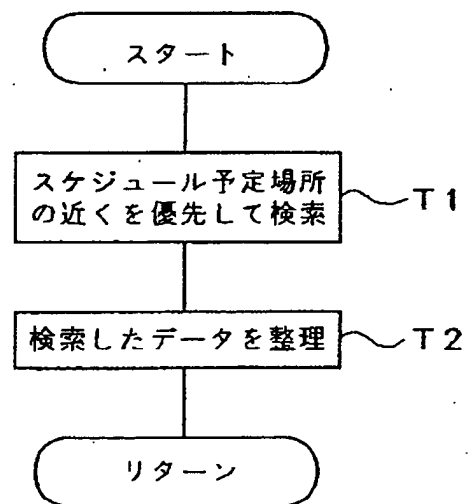 スタート
スケジュール予定場所
の近くを優先して検索
T1
検索したデータを整理
T2
リターン